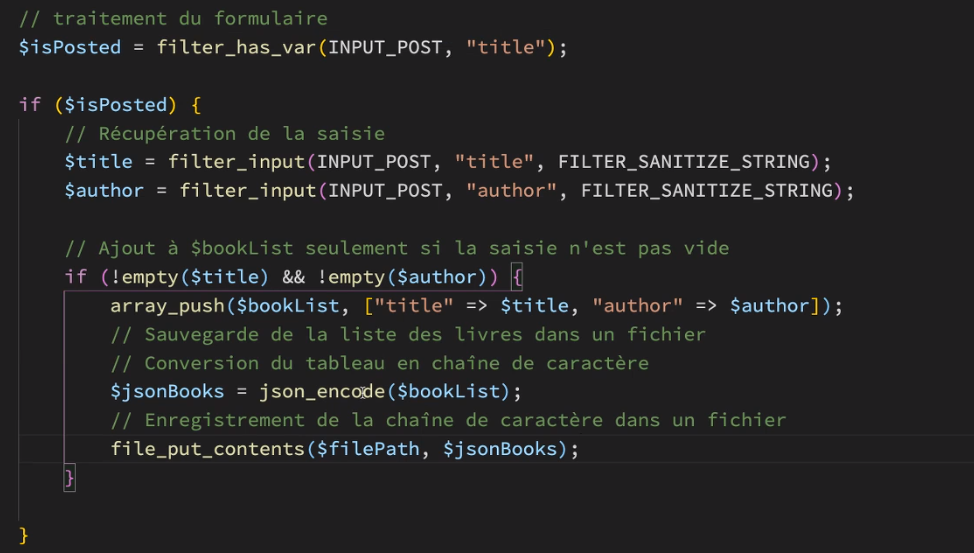 // traitement du formulaire
$isPosted = filter_has_var(INPUT_POST, "title");
if ($isPosted) {
// Récupération de la saisie
$title = filter_input(INPUT_POST, "title", FILTER_SANITIZE_STRING);
$author = filter_input(INPUT_POST, "author", FILTER_SANITIZE_STRING);
// Ajout à $bookList seulement si la saisie n'est pas vide
if (!empty($title) && !empty($author)) {
array_push($bookList, ["title" => $title, "author" => $author]);
// Sauvegarde de la liste des livres dans un fichier
// Conversion du tableau en chaîne de caractère
$jsonBooks = json_encode($bookList);
// Enregistrement de la chaîne de caractère dans un fichier
file_put_contents($filePath, $jsonBooks);
}
}